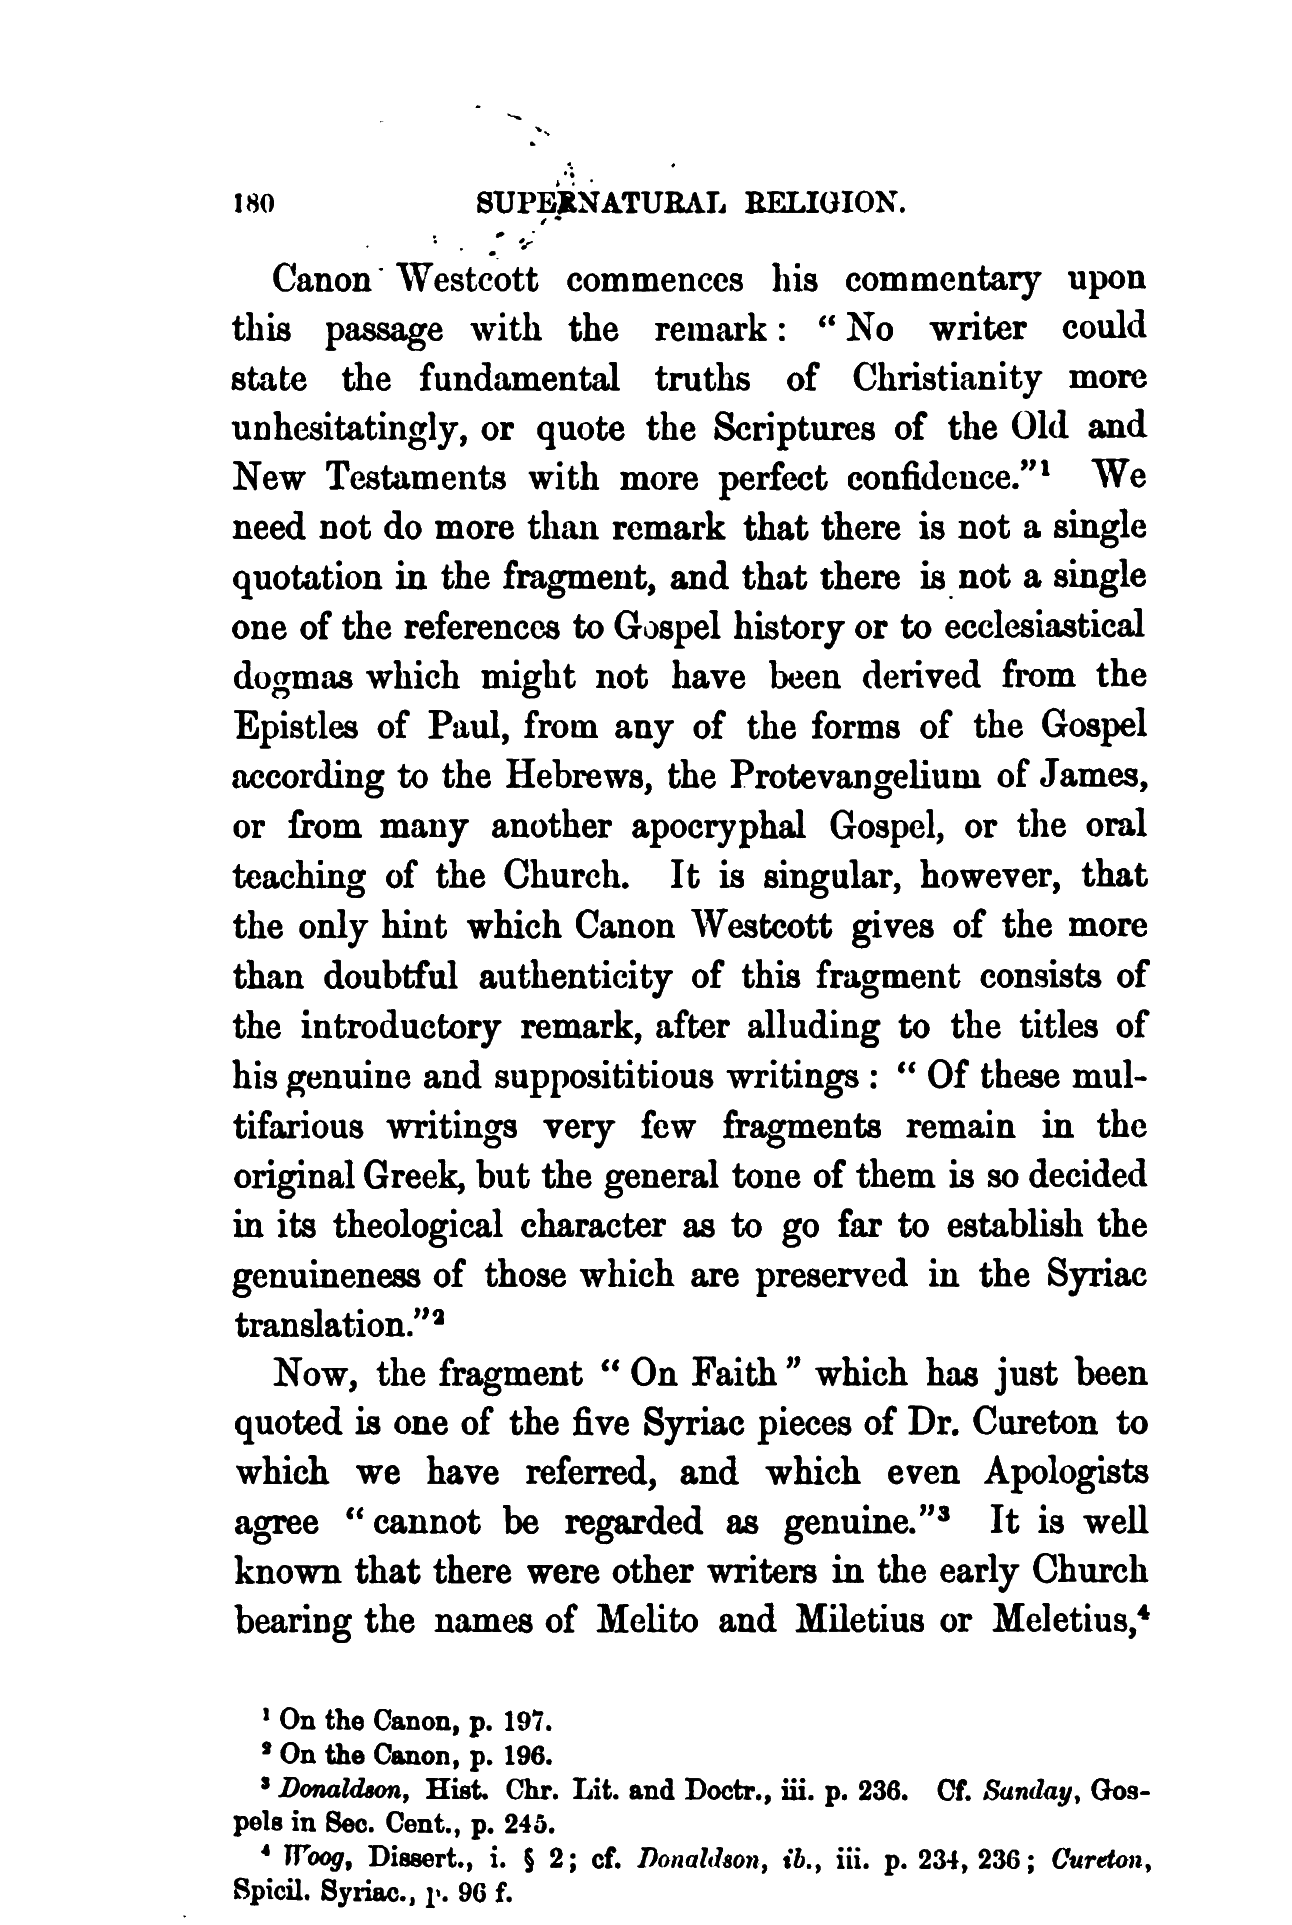 180 SUPERNATURAL RELIGION.
Canon Westcott commences his commentary upon
this passage with the remark : “ No writer could
state the fundamental truths of Christianity more
unhesitatingly, or quote the Scriptures of the Old and
New Testaments with more perfect confidence.”¹ We
need not do more than remark that there is not a single
quotation in the fragment, and that there is not a single
one of the references to Gospel history or to ecclesiastical
dogmas which might not have been derived from the
Epistles of Paul, from any of the forms of the Gospel
according to the Hebrews, the Protevangelium of James,
or from many another apocryphal Gospel, or the oral
teaching of the Church. It is singular, however, that
the only hint which Canon Westcott gives of the more
than doubtful authenticity of this fragment consists of
the introductory remark, after alluding to the titles of
his genuine and supposititious writings : “ Of these mul-
tifarious writings very few fragments remain in the
original Greek, but the general tone of them is so decided
in its theological character as to go far to establish the
genuineness of those which are preserved in the Syriac
translation.”²
Now, the fragment “ On Faith ” which has just been
quoted is one of the five Syriac pieces of Dr. Cureton to
which we have referred, and which even Apologists
agree “ cannot be regarded as genuine.”³ It is well
known that there were other writers in the early Church
bearing the names of Melito and Miletius or Meletius,⁴
¹ On the Canon, p. 197.
² On the Canon, p. 196.
³ Donaldson, Hist. Chr. Lit. and Doctr., iii. p. 236. Cf. Sanday, Gos-
pels in Sec. Cent., p. 245.
⁴ Woog, Dissert., i. § 2 ; cf. Donaldson, ib., iii. p. 234, 236 ; Cureton,
Spicil. Syriac., p. 96 f.